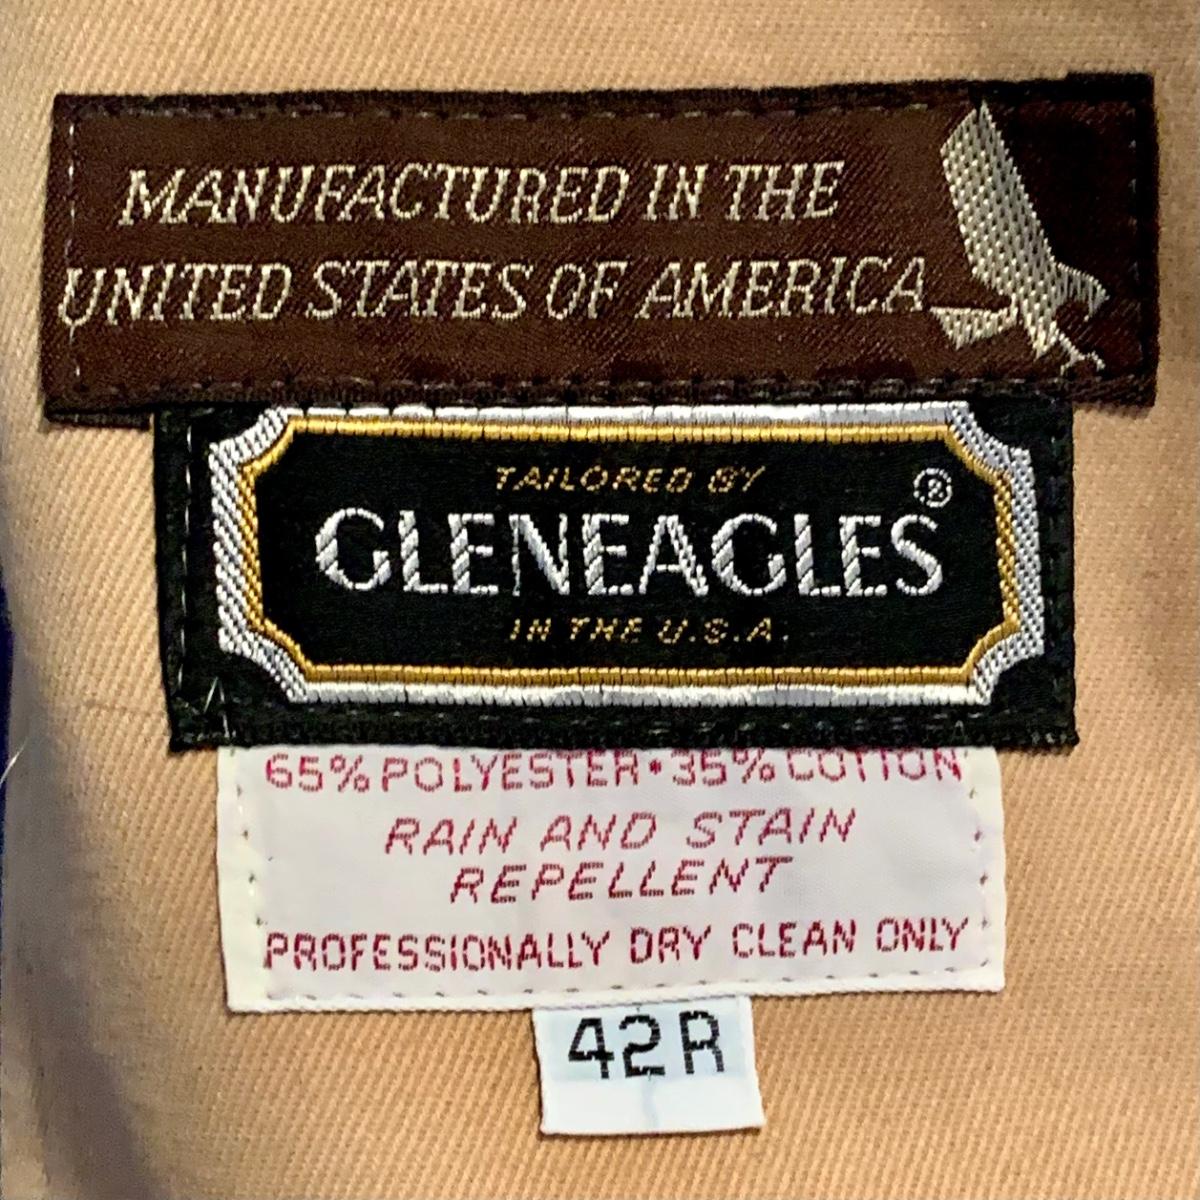 MANUFACTURED IN THE
UNITED STATES OF AMERICA
TAILORED BY
GLENEAGLES®
IN THE U.S.A.
65% POLYESTER • 35% COTTON
RAIN AND STAIN
REPELLENT
PROFESSIONALLY DRY CLEAN ONLY
42R